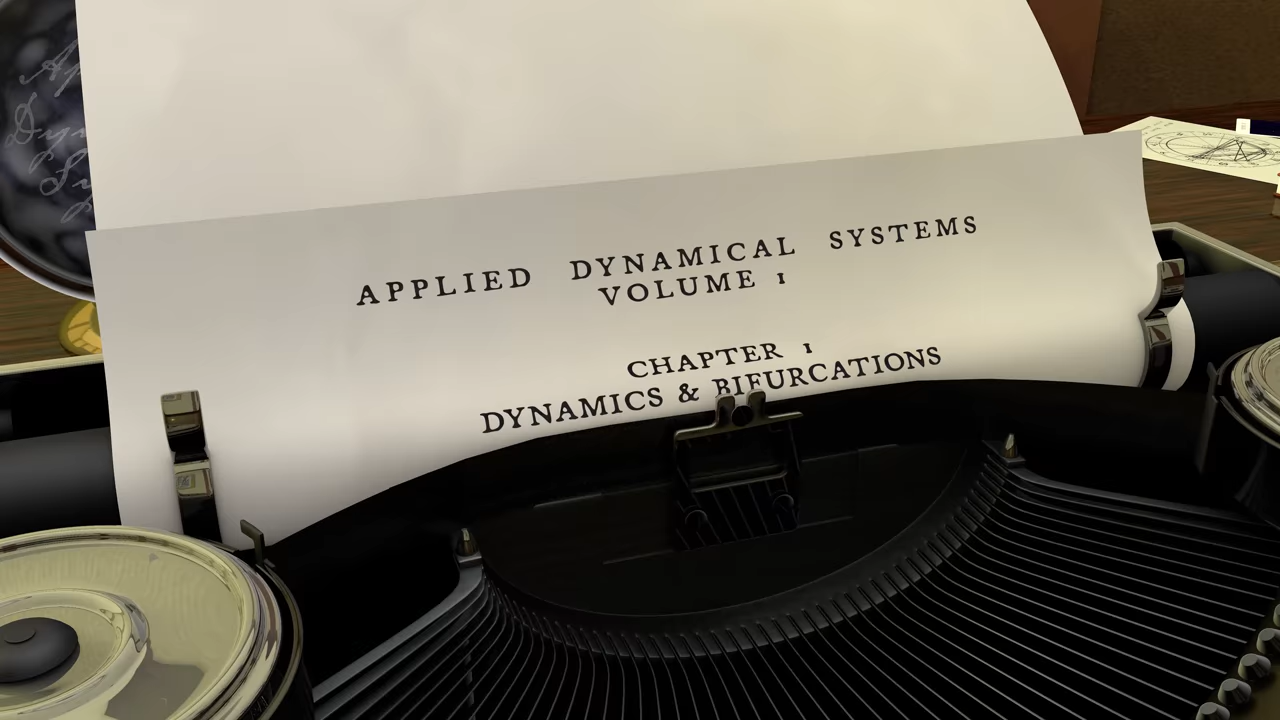 APPLIED DYNAMICAL SYSTEMS
VOLUME 1
CHAPTER 1
DYNAMICS & BIFURCATIONS